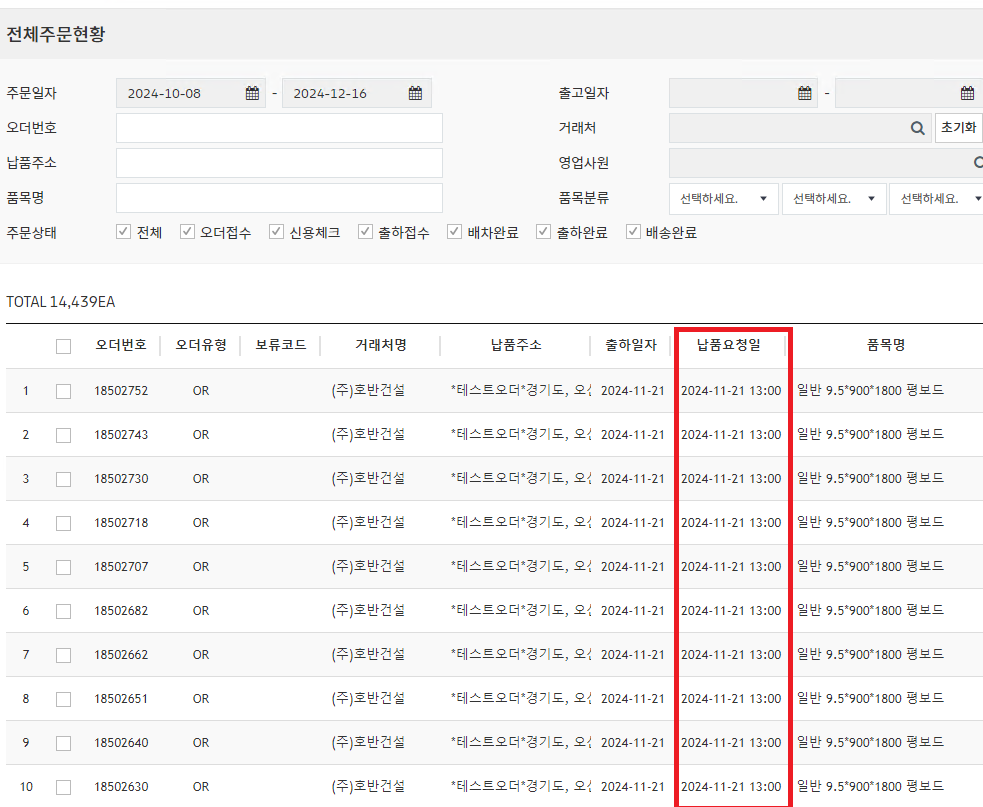 전체주문현황
주문일자 2024-10-08 - 2024-12-16 출고일자 -
오더번호 거래처 초기화
납품주소 영업사원
품목명 품목분류 선택하세요. 선택하세요. 선택하세요.
주문상태 전체 오더접수 신용체크 출하접수 배차완료 출하완료 배송완료
TOTAL 14,439EA
오더번호 오더유형 보류코드 거래처명 납품주소 출하일자 납품요청일 품목명
1 18502752 OR (주)호반건설 *테스트오더*경기도, 오산 2024-11-21 2024-11-21 13:00 일반 9.5*900*1800 평보드
2 18502743 OR (주)호반건설 *테스트오더*경기도, 오산 2024-11-21 2024-11-21 13:00 일반 9.5*900*1800 평보드
3 18502730 OR (주)호반건설 *테스트오더*경기도, 오산 2024-11-21 2024-11-21 13:00 일반 9.5*900*1800 평보드
4 18502718 OR (주)호반건설 *테스트오더*경기도, 오산 2024-11-21 2024-11-21 13:00 일반 9.5*900*1800 평보드
5 18502707 OR (주)호반건설 *테스트오더*경기도, 오산 2024-11-21 2024-11-21 13:00 일반 9.5*900*1800 평보드
6 18502682 OR (주)호반건설 *테스트오더*경기도, 오산 2024-11-21 2024-11-21 13:00 일반 9.5*900*1800 평보드
7 18502662 OR (주)호반건설 *테스트오더*경기도, 오산 2024-11-21 2024-11-21 13:00 일반 9.5*900*1800 평보드
8 18502651 OR (주)호반건설 *테스트오더*경기도, 오산 2024-11-21 2024-11-21 13:00 일반 9.5*900*1800 평보드
9 18502640 OR (주)호반건설 *테스트오더*경기도, 오산 2024-11-21 2024-11-21 13:00 일반 9.5*900*1800 평보드
10 18502630 OR (주)호반건설 *테스트오더*경기도, 오산 2024-11-21 2024-11-21 13:00 일반 9.5*900*1800 평보드